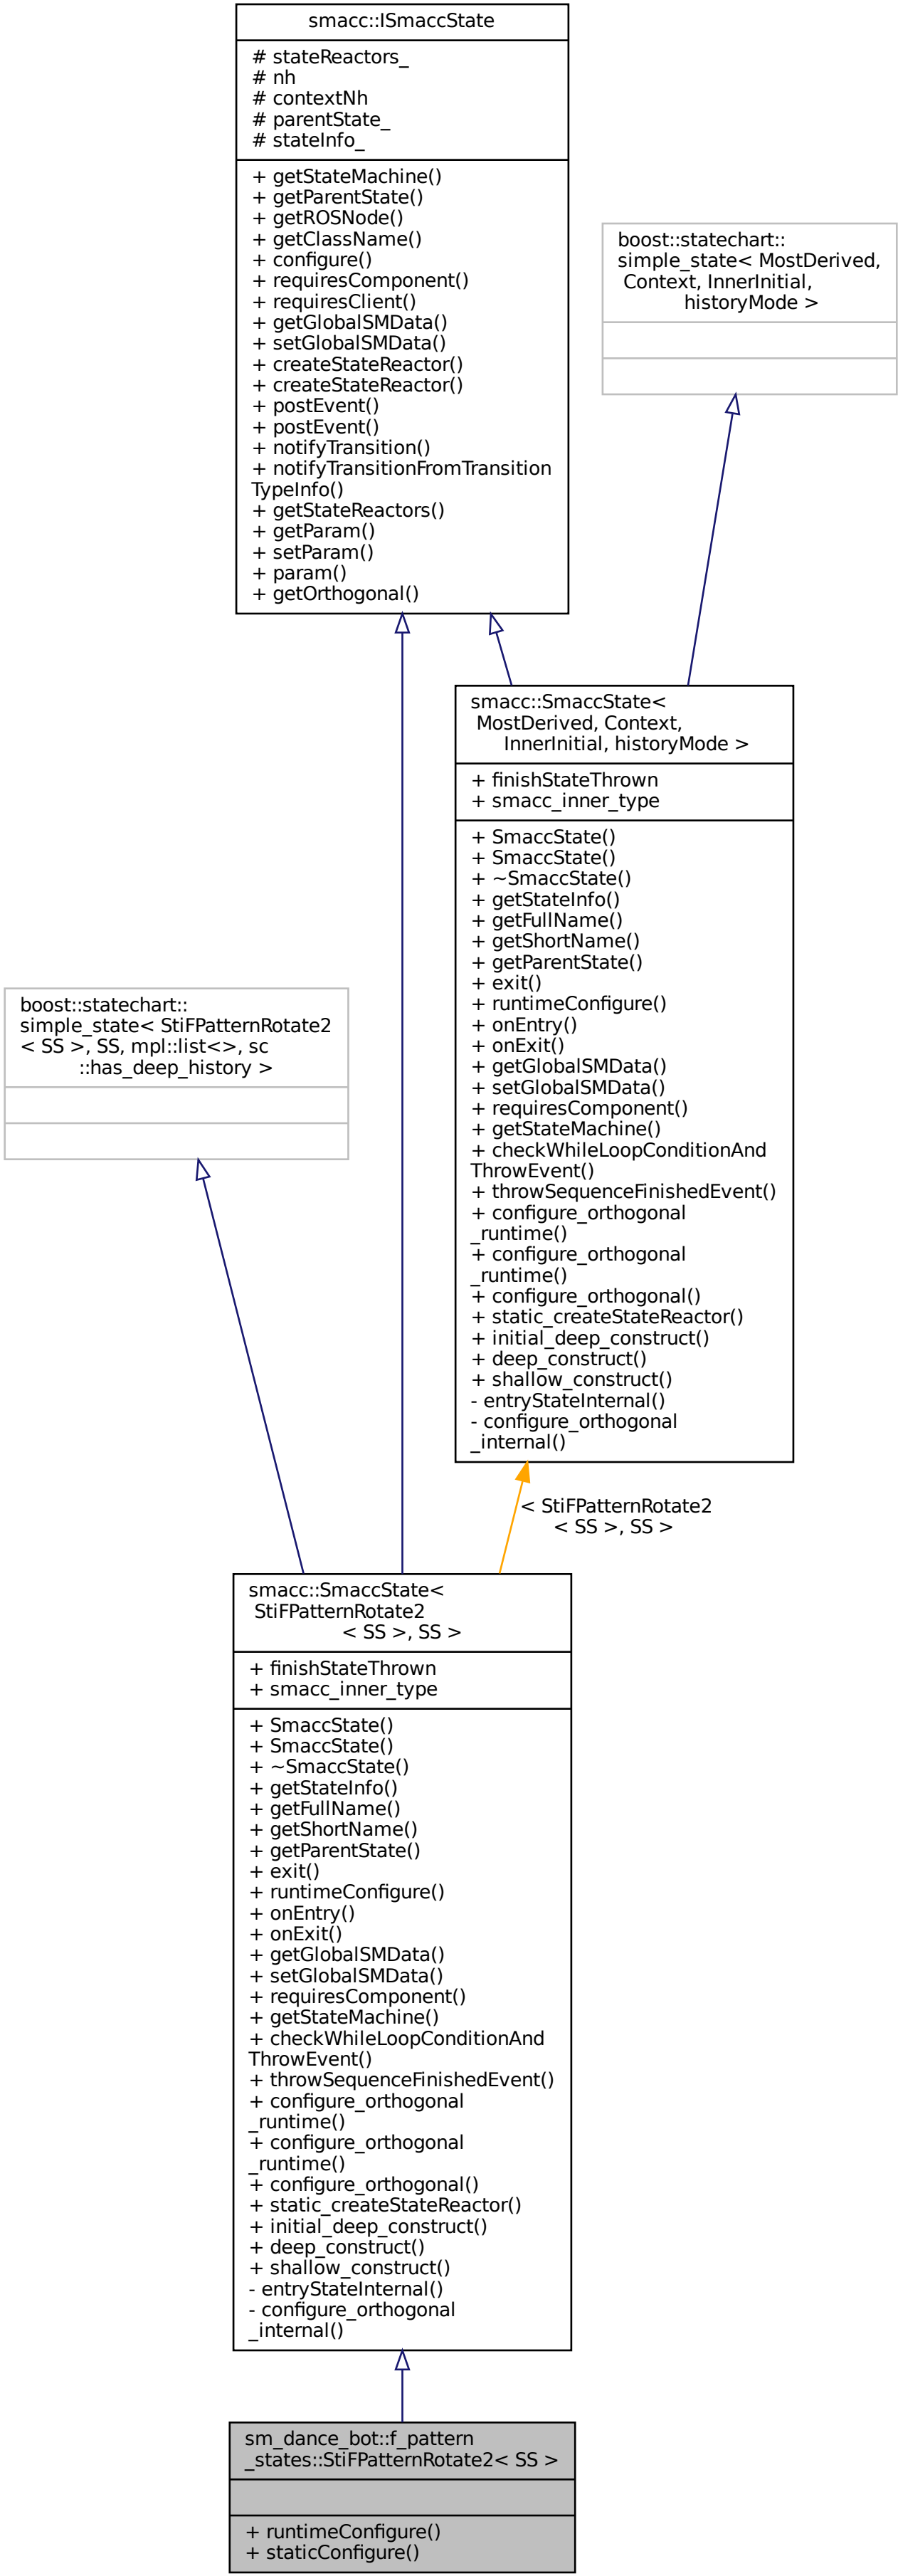 smacc::ISmaccState
# stateReactors_
# nh
# contextNh
# parentState_
# stateInfo_
+ getStateMachine()
+ getParentState()
+ getROSNode()
+ getClassName()
+ configure()
+ requiresComponent()
+ requiresClient()
+ getGlobalSMData()
+ setGlobalSMData()
+ createStateReactor()
+ createStateReactor()
+ postEvent()
+ postEvent()
+ notifyTransition()
+ notifyTransitionFromTransition
TypeInfo()
+ getStateReactors()
+ getParam()
+ setParam()
+ param()
+ getOrthogonal()
boost::statechart::
simple_state< MostDerived,
Context, InnerInitial,
historyMode >
smacc::SmaccState<
MostDerived, Context,
InnerInitial, historyMode >
+ finishStateThrown
+ smacc_inner_type
+ SmaccState()
+ SmaccState()
+ ~SmaccState()
+ getStateInfo()
+ getFullName()
+ getShortName()
+ getParentState()
+ exit()
+ runtimeConfigure()
+ onEntry()
+ onExit()
+ getGlobalSMData()
+ setGlobalSMData()
+ requiresComponent()
+ getStateMachine()
+ checkWhileLoopConditionAnd
ThrowEvent()
+ throwSequenceFinishedEvent()
+ configure_orthogonal
_runtime()
+ configure_orthogonal
_runtime()
+ configure_orthogonal()
+ static_createStateReactor()
+ initial_deep_construct()
+ deep_construct()
+ shallow_construct()
- entryStateInternal()
- configure_orthogonal
_internal()
boost::statechart::
simple_state< StiFPatternRotate2
< SS >, SS, mpl::list<>, sc
::has_deep_history >
< StiFPatternRotate2
< SS >, SS >
smacc::SmaccState<
StiFPatternRotate2
< SS >, SS >
+ finishStateThrown
+ smacc_inner_type
+ SmaccState()
+ SmaccState()
+ ~SmaccState()
+ getStateInfo()
+ getFullName()
+ getShortName()
+ getParentState()
+ exit()
+ runtimeConfigure()
+ onEntry()
+ onExit()
+ getGlobalSMData()
+ setGlobalSMData()
+ requiresComponent()
+ getStateMachine()
+ checkWhileLoopConditionAnd
ThrowEvent()
+ throwSequenceFinishedEvent()
+ configure_orthogonal
_runtime()
+ configure_orthogonal
_runtime()
+ configure_orthogonal()
+ static_createStateReactor()
+ initial_deep_construct()
+ deep_construct()
+ shallow_construct()
- entryStateInternal()
- configure_orthogonal
_internal()
sm_dance_bot::f_pattern
_states::StiFPatternRotate2< SS >
+ runtimeConfigure()
+ staticConfigure()